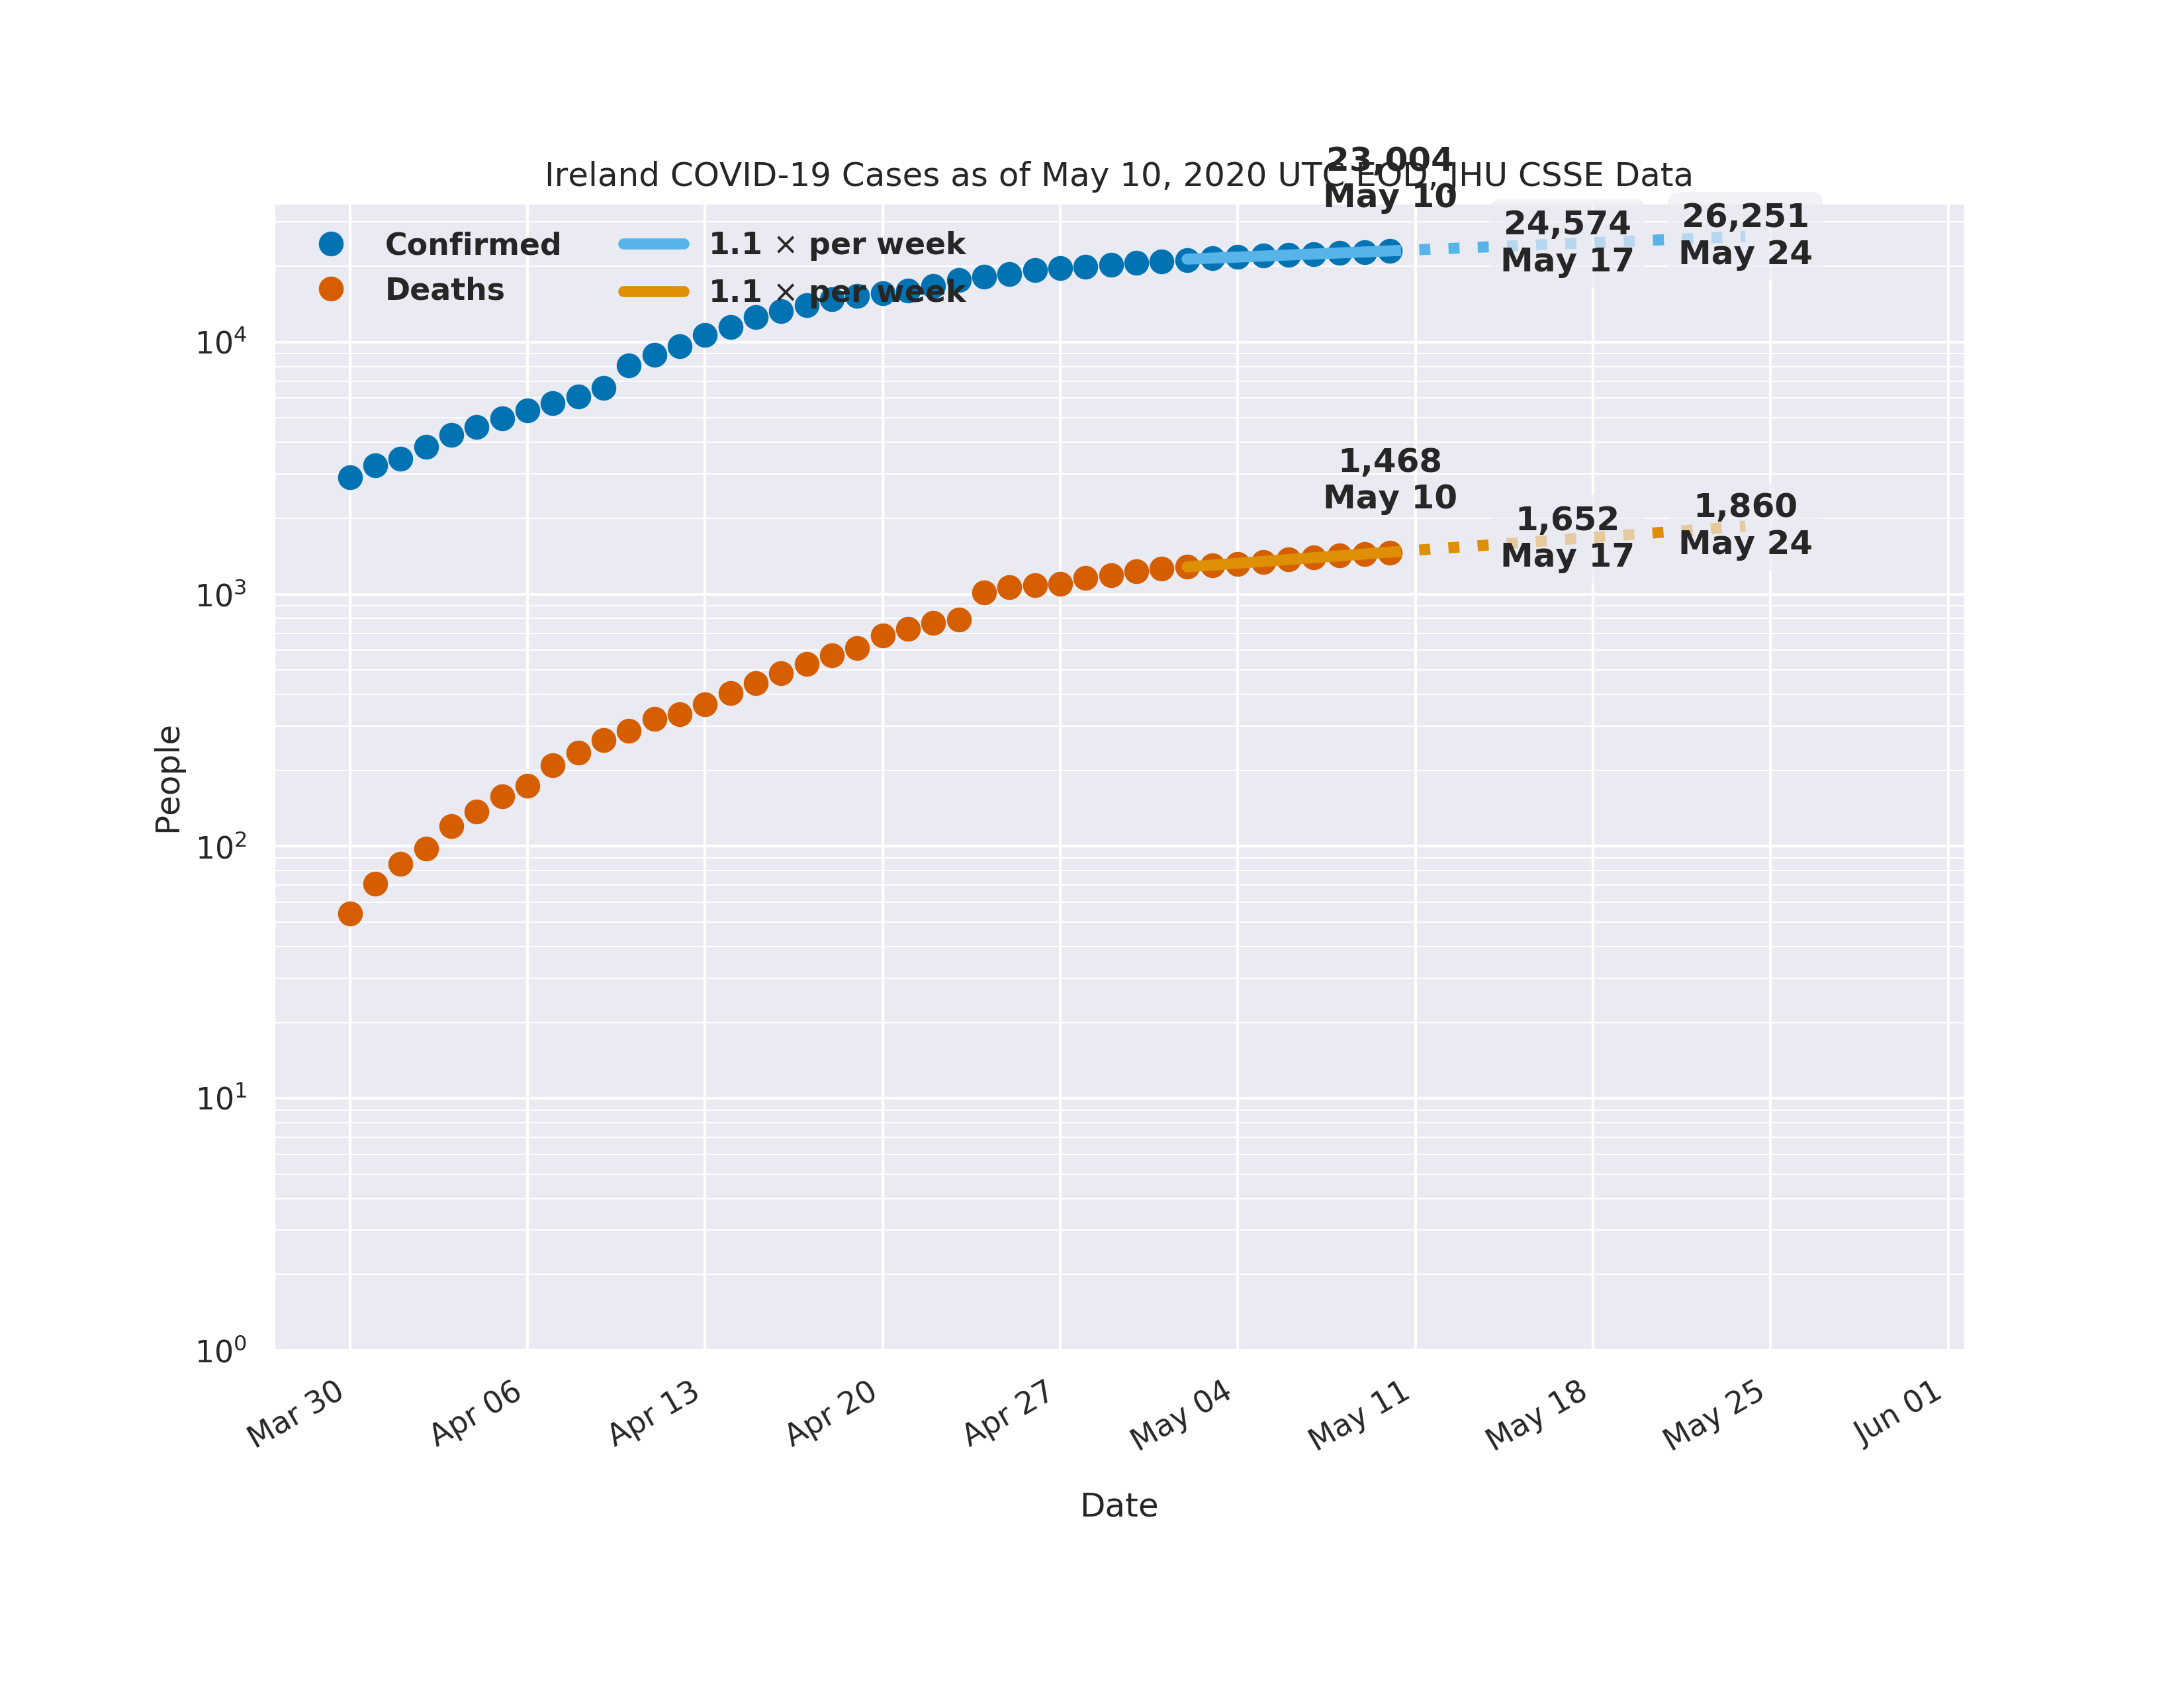 Ireland COVID-19 Cases as of May 10, 2020 UTC EOD, JHU CSSE Data
23,004
May 10
24,574
May 17
26,251
May 24
Confirmed
Deaths
1.1 × per week
1.1 × per week
1,468
May 10
1,652
May 17
1,860
May 24
People
10⁴
10³
10²
10¹
10⁰
Mar 30
Apr 06
Apr 13
Apr 20
Apr 27
May 04
May 11
May 18
May 25
Jun 01
Date